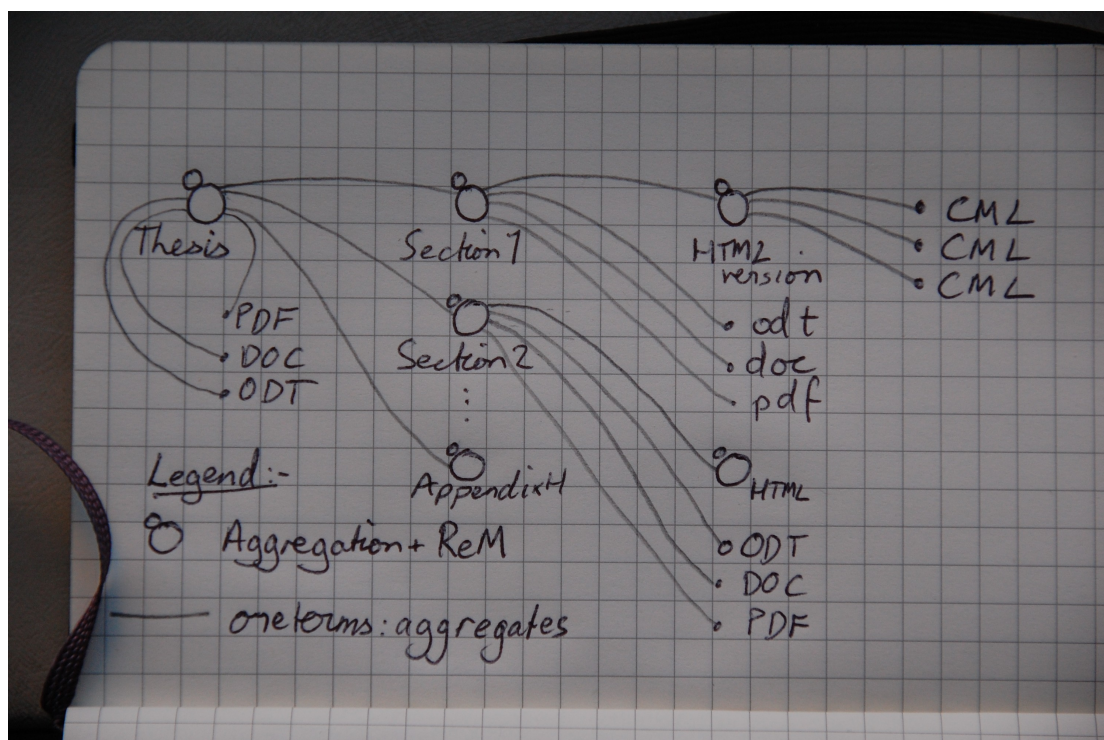 Thesis
PDF
DOC
ODT
Section 1
Section 2
Appendix H
HTML
version
odt
doc
pdf
HTML
ODT
DOC
PDF
CML
CML
CML
Legend:-
Aggregation + ReM
oreterms:aggregates